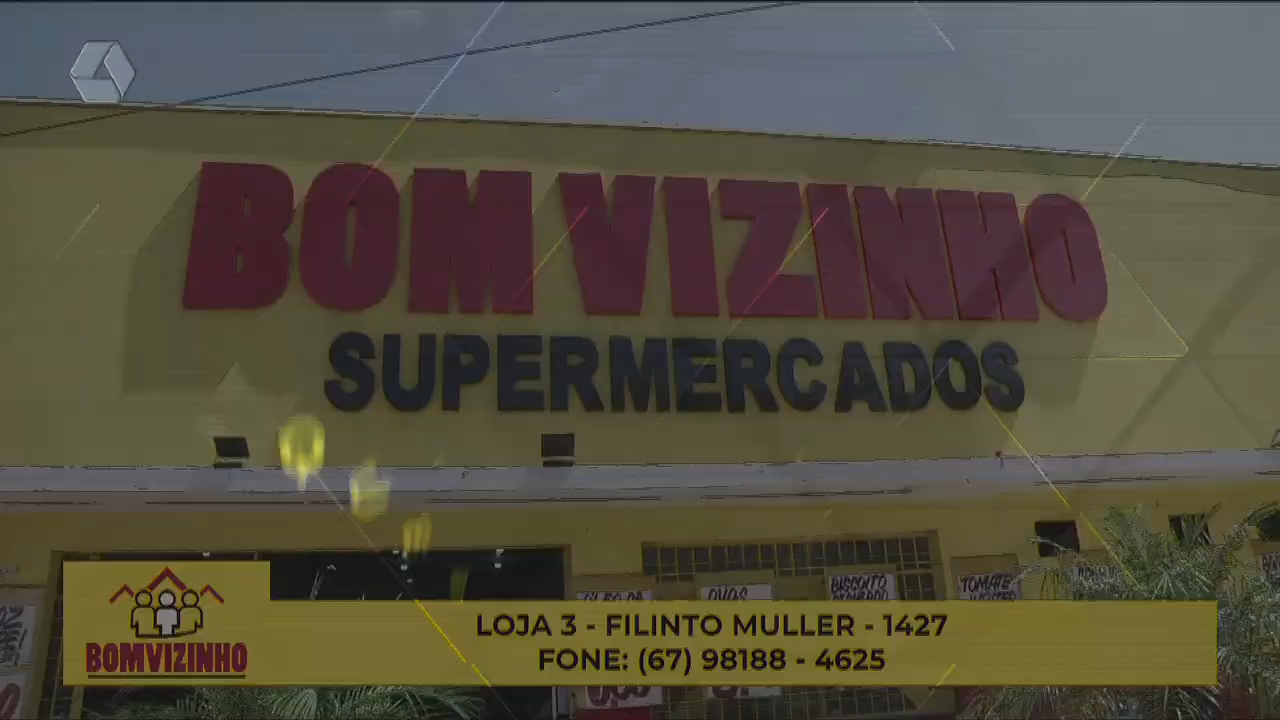 BOM VIZINHO
SUPERMERCADOS
OVOS
BISCOITO
TOMATE
BOMVIZINHO
LOJA 3 - FILINTO MULLER - 1427
FONE: (67) 98188 - 4625